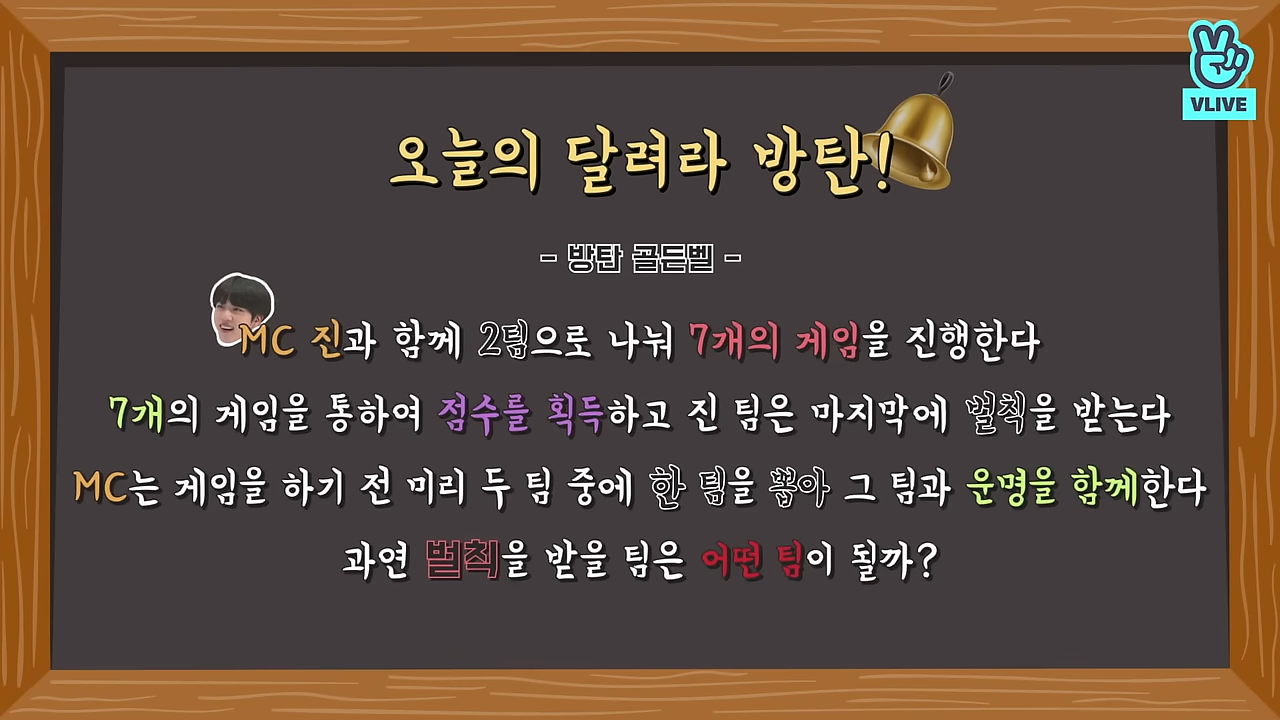 VLIVE
오늘의 달려라 방탄!
- 방탄 골든벨 -
MC 진과 함께 2팀으로 나눠 7개의 게임을 진행한다
7개의 게임을 통하여 점수를 획득하고 진 팀은 마지막에 벌칙을 받는다
MC는 게임을 하기 전 미리 두 팀 중에 한 팀을 뽑아 그 팀과 운명을 함께한다
과연 벌칙을 받을 팀은 어떤 팀이 될까?